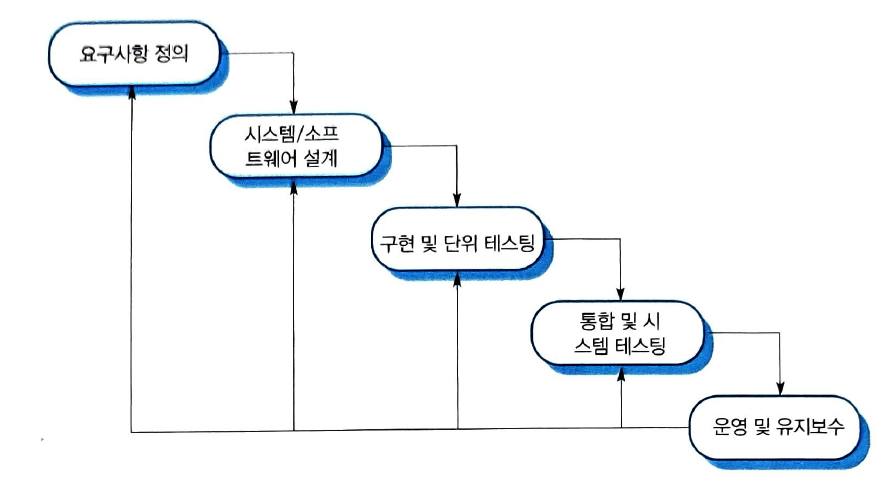 요구사항 정의
시스템/소프
트웨어 설계
구현 및 단위 테스팅
통합 및 시
스템 테스팅
운영 및 유지보수